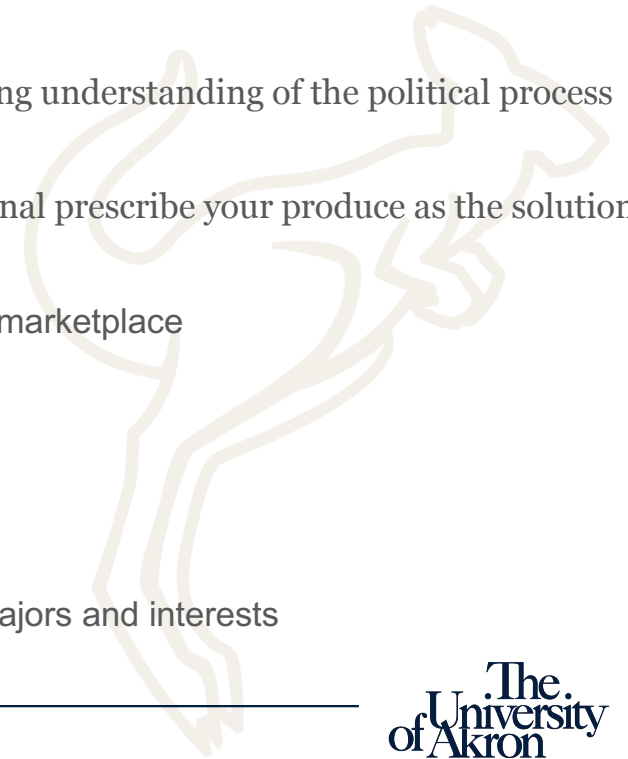 ng understanding of the political process
nal prescribe your produce as the solution
marketplace
ajors and interests
The
University
of Akron